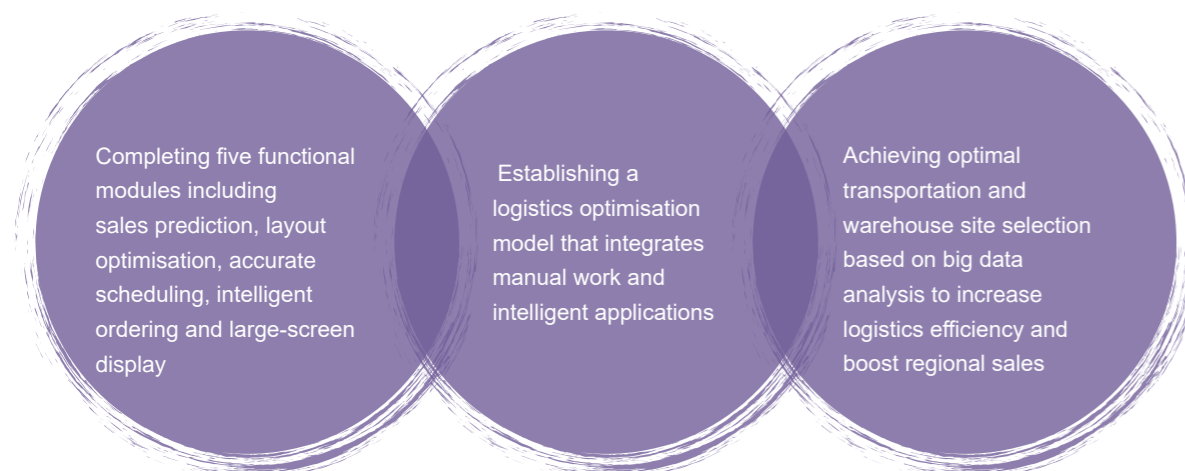 Completing five functional
modules including
sales prediction, layout
optimisation, accurate
scheduling, intelligent
ordering and large-screen
display
Establishing a
logistics optimisation
model that integrates
manual work and
intelligent applications
Achieving optimal
transportation and
warehouse site selection
based on big data
analysis to increase
logistics efficiency and
boost regional sales